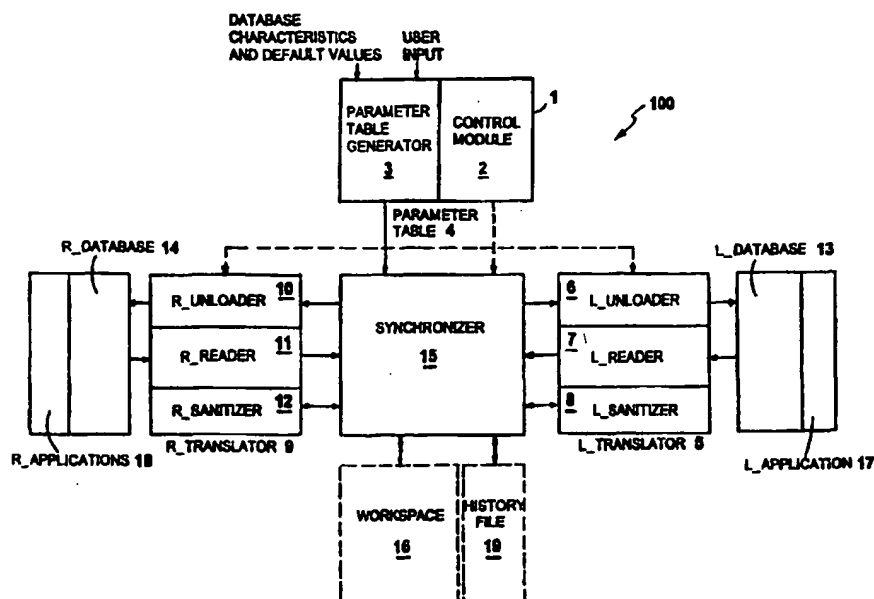 DATABASE
CHARACTERISTICS
AND DEFAULT VALUES
USER
INPUT
PARAMETER
TABLE
GENERATOR
3
CONTROL
MODULE
2
1
100
PARAMETER
TABLE 4
R_DATABASE 14
L_DATABASE 13
R_UNLOADER 10
R_READER 11
R_SANITIZER 12
SYNCHRONIZER
15
6 L_UNLOADER
7 L_READER
8 L_SANITIZER
R_APPLICATIONS 18
R_TRANSLATOR 9
L_TRANSLATOR 5
L_APPLICATION 17
WORKSPACE
16
HISTORY
FILE
19